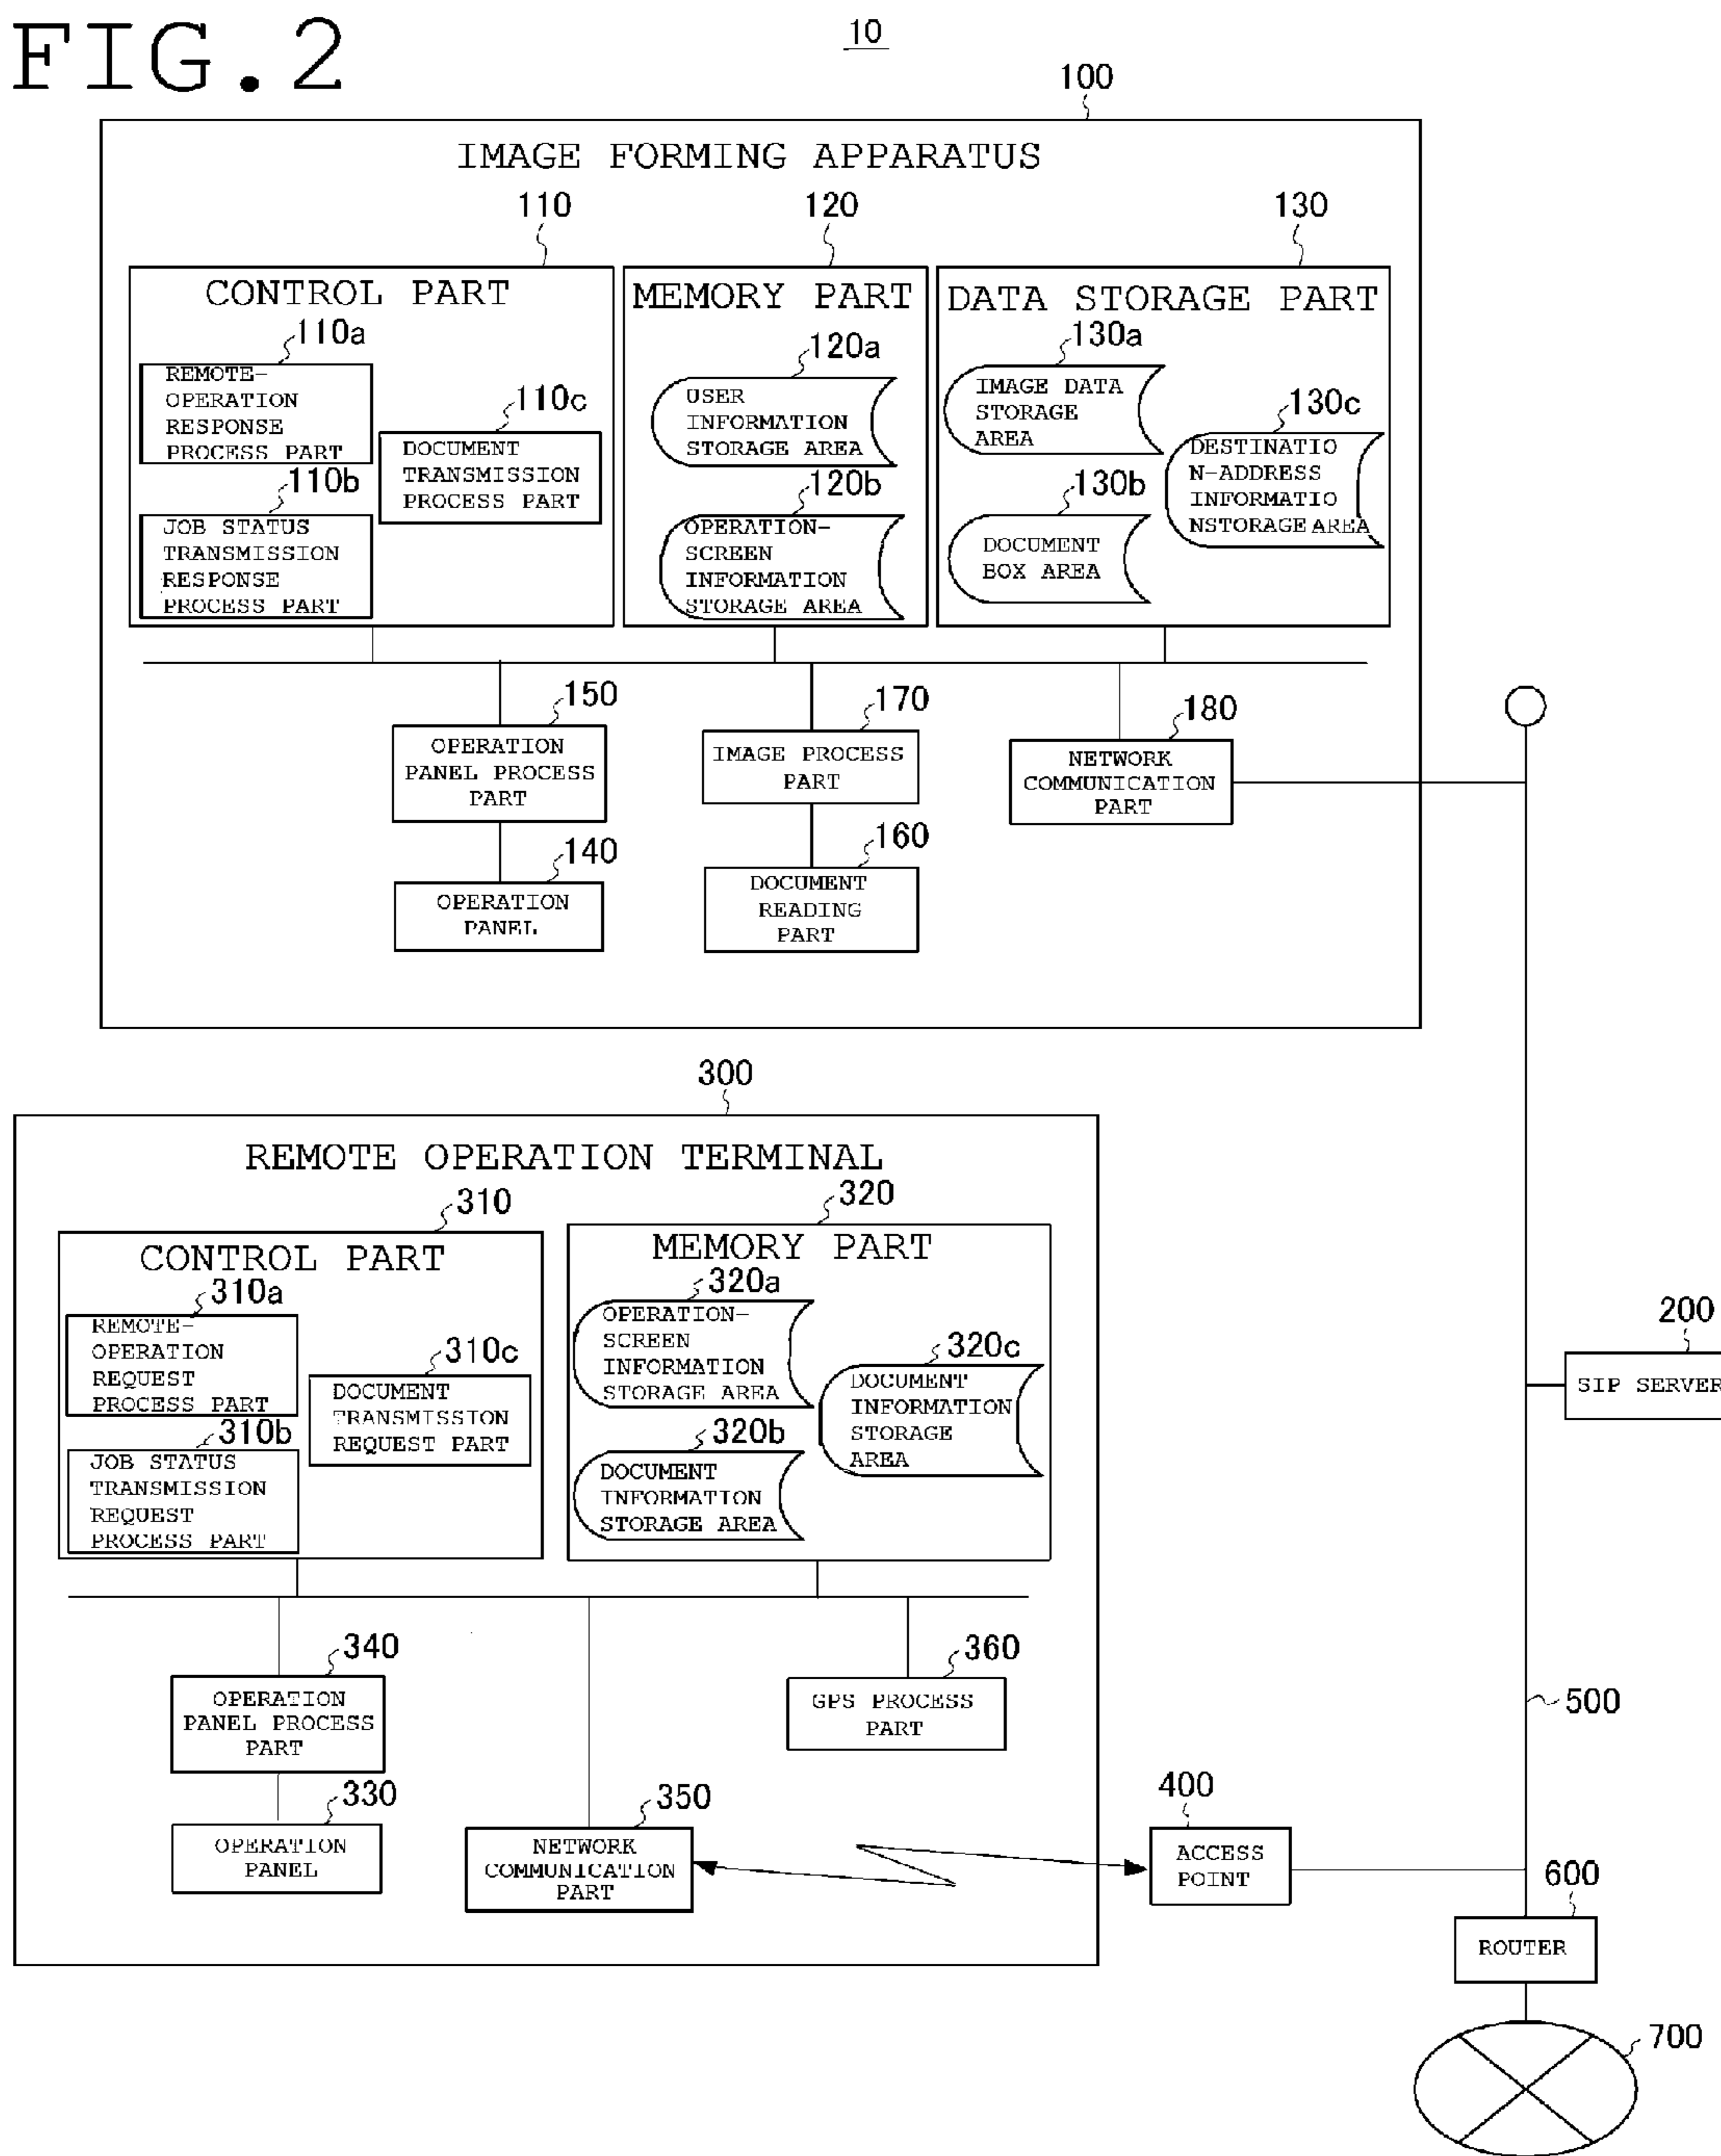 FIG.2
10
100
IMAGE FORMING APPARATUS
110
120
130
CONTROL PART
110a
REMOTE-
OPERATION
RESPONSE
PROCESS PART
110b
JOB STATUS
TRANSMISSION
RESPONSE
PROCESS PART
110c
DOCUMENT
TRANSMISSION
PROCESS PART
MEMORY PART
120a
USER
INFORMATION
STORAGE AREA
120b
OPERATION-
SCREEN
INFORMATION
STORAGE AREA
DATA STORAGE PART
130a
IMAGE DATA
STORAGE
AREA
130b
DOCUMENT
BOX AREA
130c
DESTINATIO
N-ADDRESS
INFORMATIO
NSTORAGE AREA
150
OPERATION
PANEL PROCESS
PART
140
OPERATION
PANEL
170
IMAGE PROCESS
PART
160
DOCUMENT
READING
PART
180
NETWORK
COMMUNICATION
PART
300
REMOTE OPERATION TERMINAL
310
CONTROL PART
310a
REMOTE-
OPERATION
REQUEST
PROCESS PART
310b
JOB STATUS
TRANSMISSION
REQUEST
PROCESS PART
310c
DOCUMENT
TRANSMISSION
REQUEST PART
320
MEMORY PART
320a
OPERATION-
SCREEN
INFORMATION
STORAGE AREA
320b
DOCUMENT
INFORMATION
STORAGE AREA
320c
DOCUMENT
INFORMATION
STORAGE
AREA
340
OPERATION
PANEL PROCESS
PART
330
OPERATION
PANEL
350
NETWORK
COMMUNICATION
PART
360
GPS PROCESS
PART
200
SIP SERVER
500
400
ACCESS
POINT
600
ROUTER
700